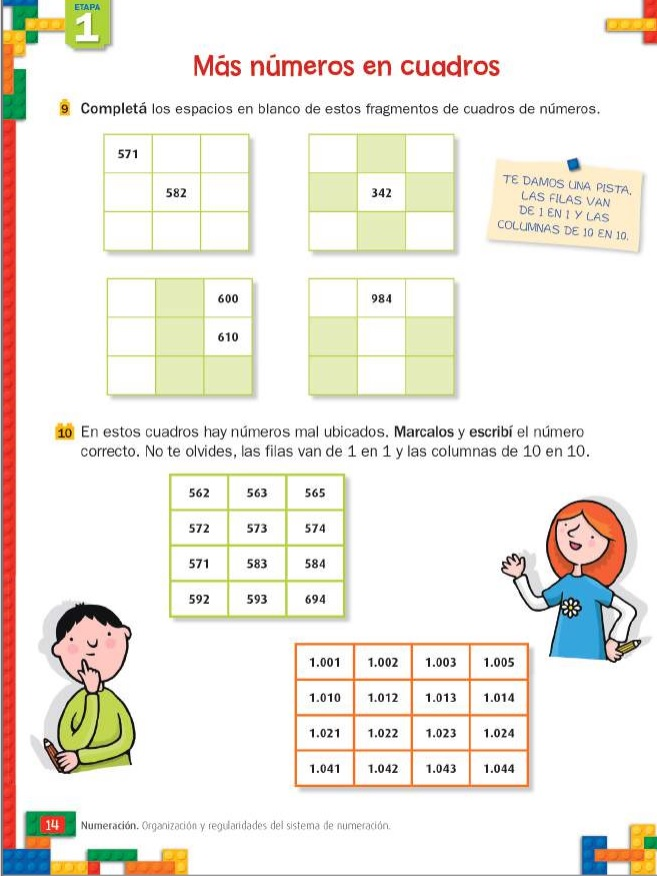 ETAPA
1
Más números en cuadros
9 Completá los espacios en blanco de estos fragmentos de cuadros de números.
571
582
342
TE DAMOS UNA PISTA.
LAS FILAS VAN
DE 1 EN 1 Y LAS
COLUMNAS DE 10 EN 10.
600
610
984
10 En estos cuadros hay números mal ubicados. Marcalos y escribí el número
correcto. No te olvides, las filas van de 1 en 1 y las columnas de 10 en 10.
562 563 565
572 573 574
571 583 584
592 593 694
1.001 1.002 1.003 1.005
1.010 1.012 1.013 1.014
1.021 1.022 1.023 1.024
1.041 1.042 1.043 1.044
14 Numeración. Organización y regularidades del sistema de numeración.